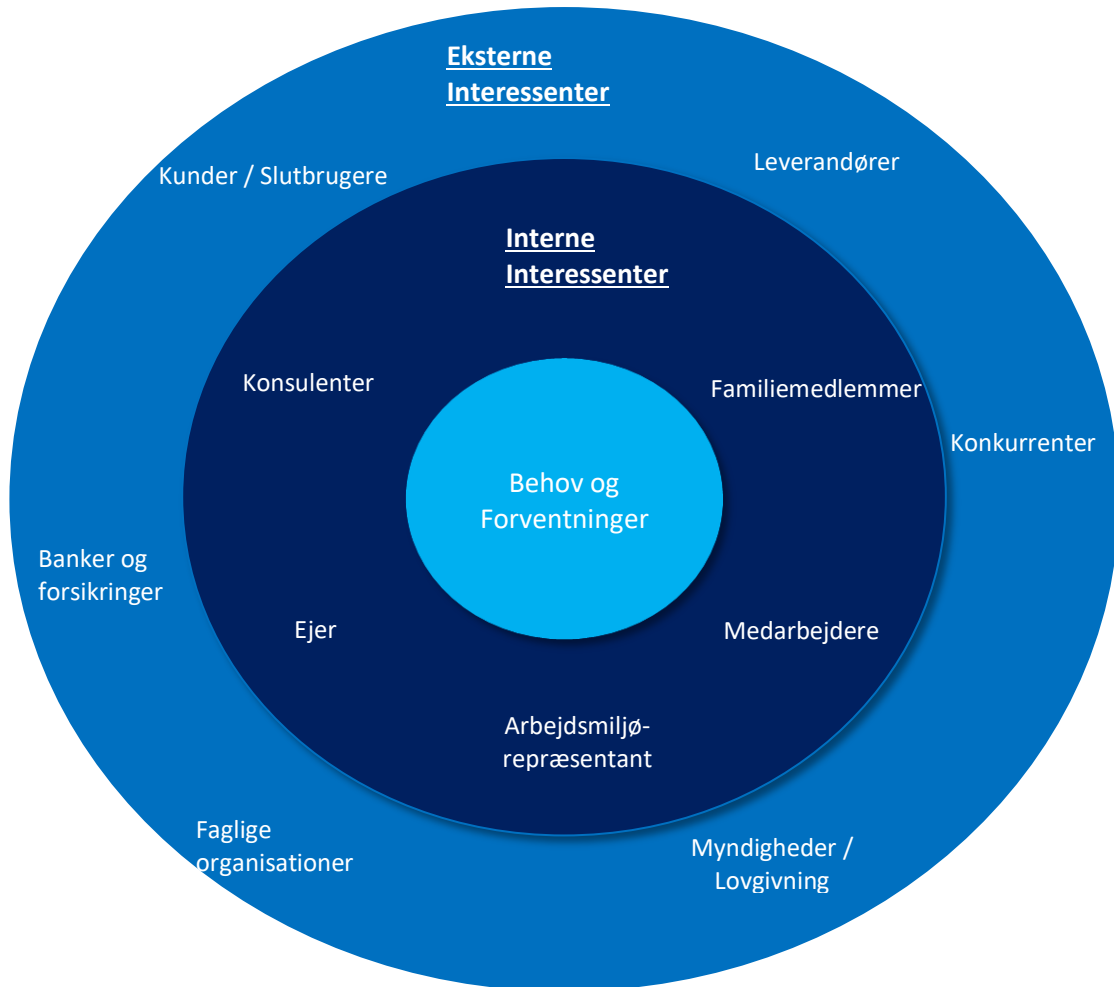 Eksterne
Interessenter
Kunder / Slutbrugere
Leverandører
Interne
Interessenter
Konsulenter
Familiemedlemmer
Konkurrenter
Behov og
Forventninger
Banker og
forsikringer
Ejer
Medarbejdere
Arbejdsmiljø-
repræsentant
Faglige
organisationer
Myndigheder /
Lovgivning